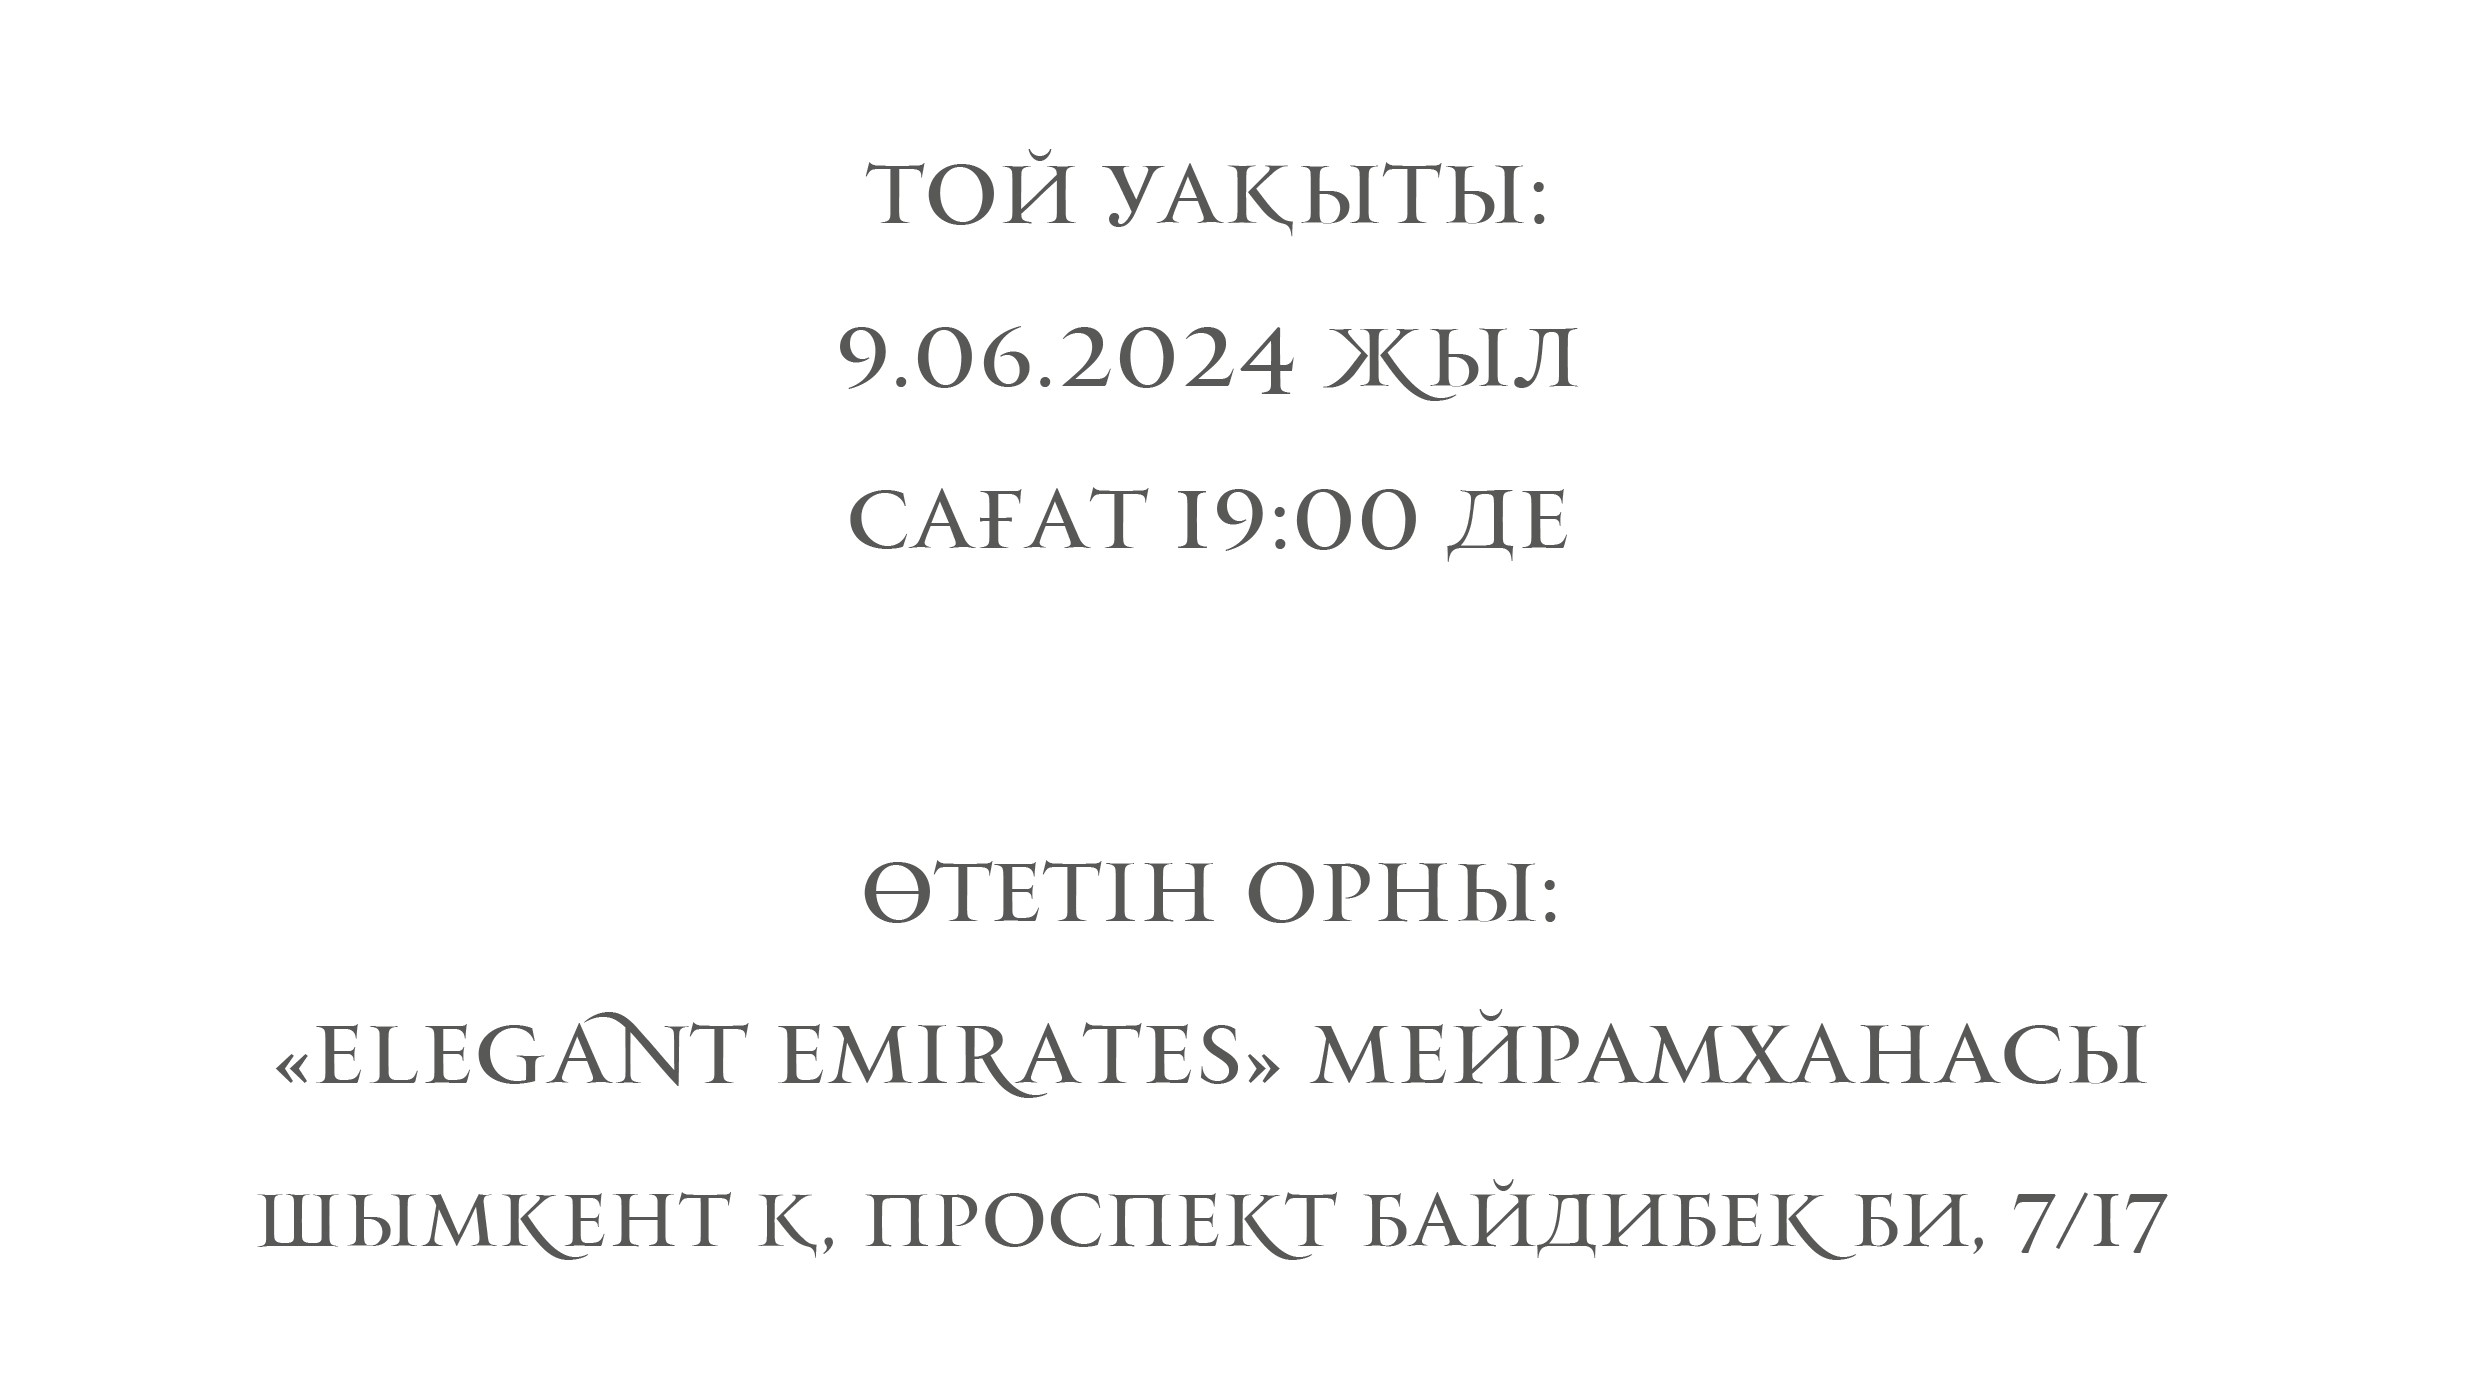 ТОЙ УАҚЫТЫ:
9.06.2024 ЖЫЛ
САҒАТ 19:00 ДЕ
ӨТЕТІН ОРНЫ:
«ELEGANT EMIRATES» МЕЙРАМХАНАСЫ
ШЫМКЕНТ Қ, ПРОСПЕКТ БАЙДИБЕК БИ, 7/17